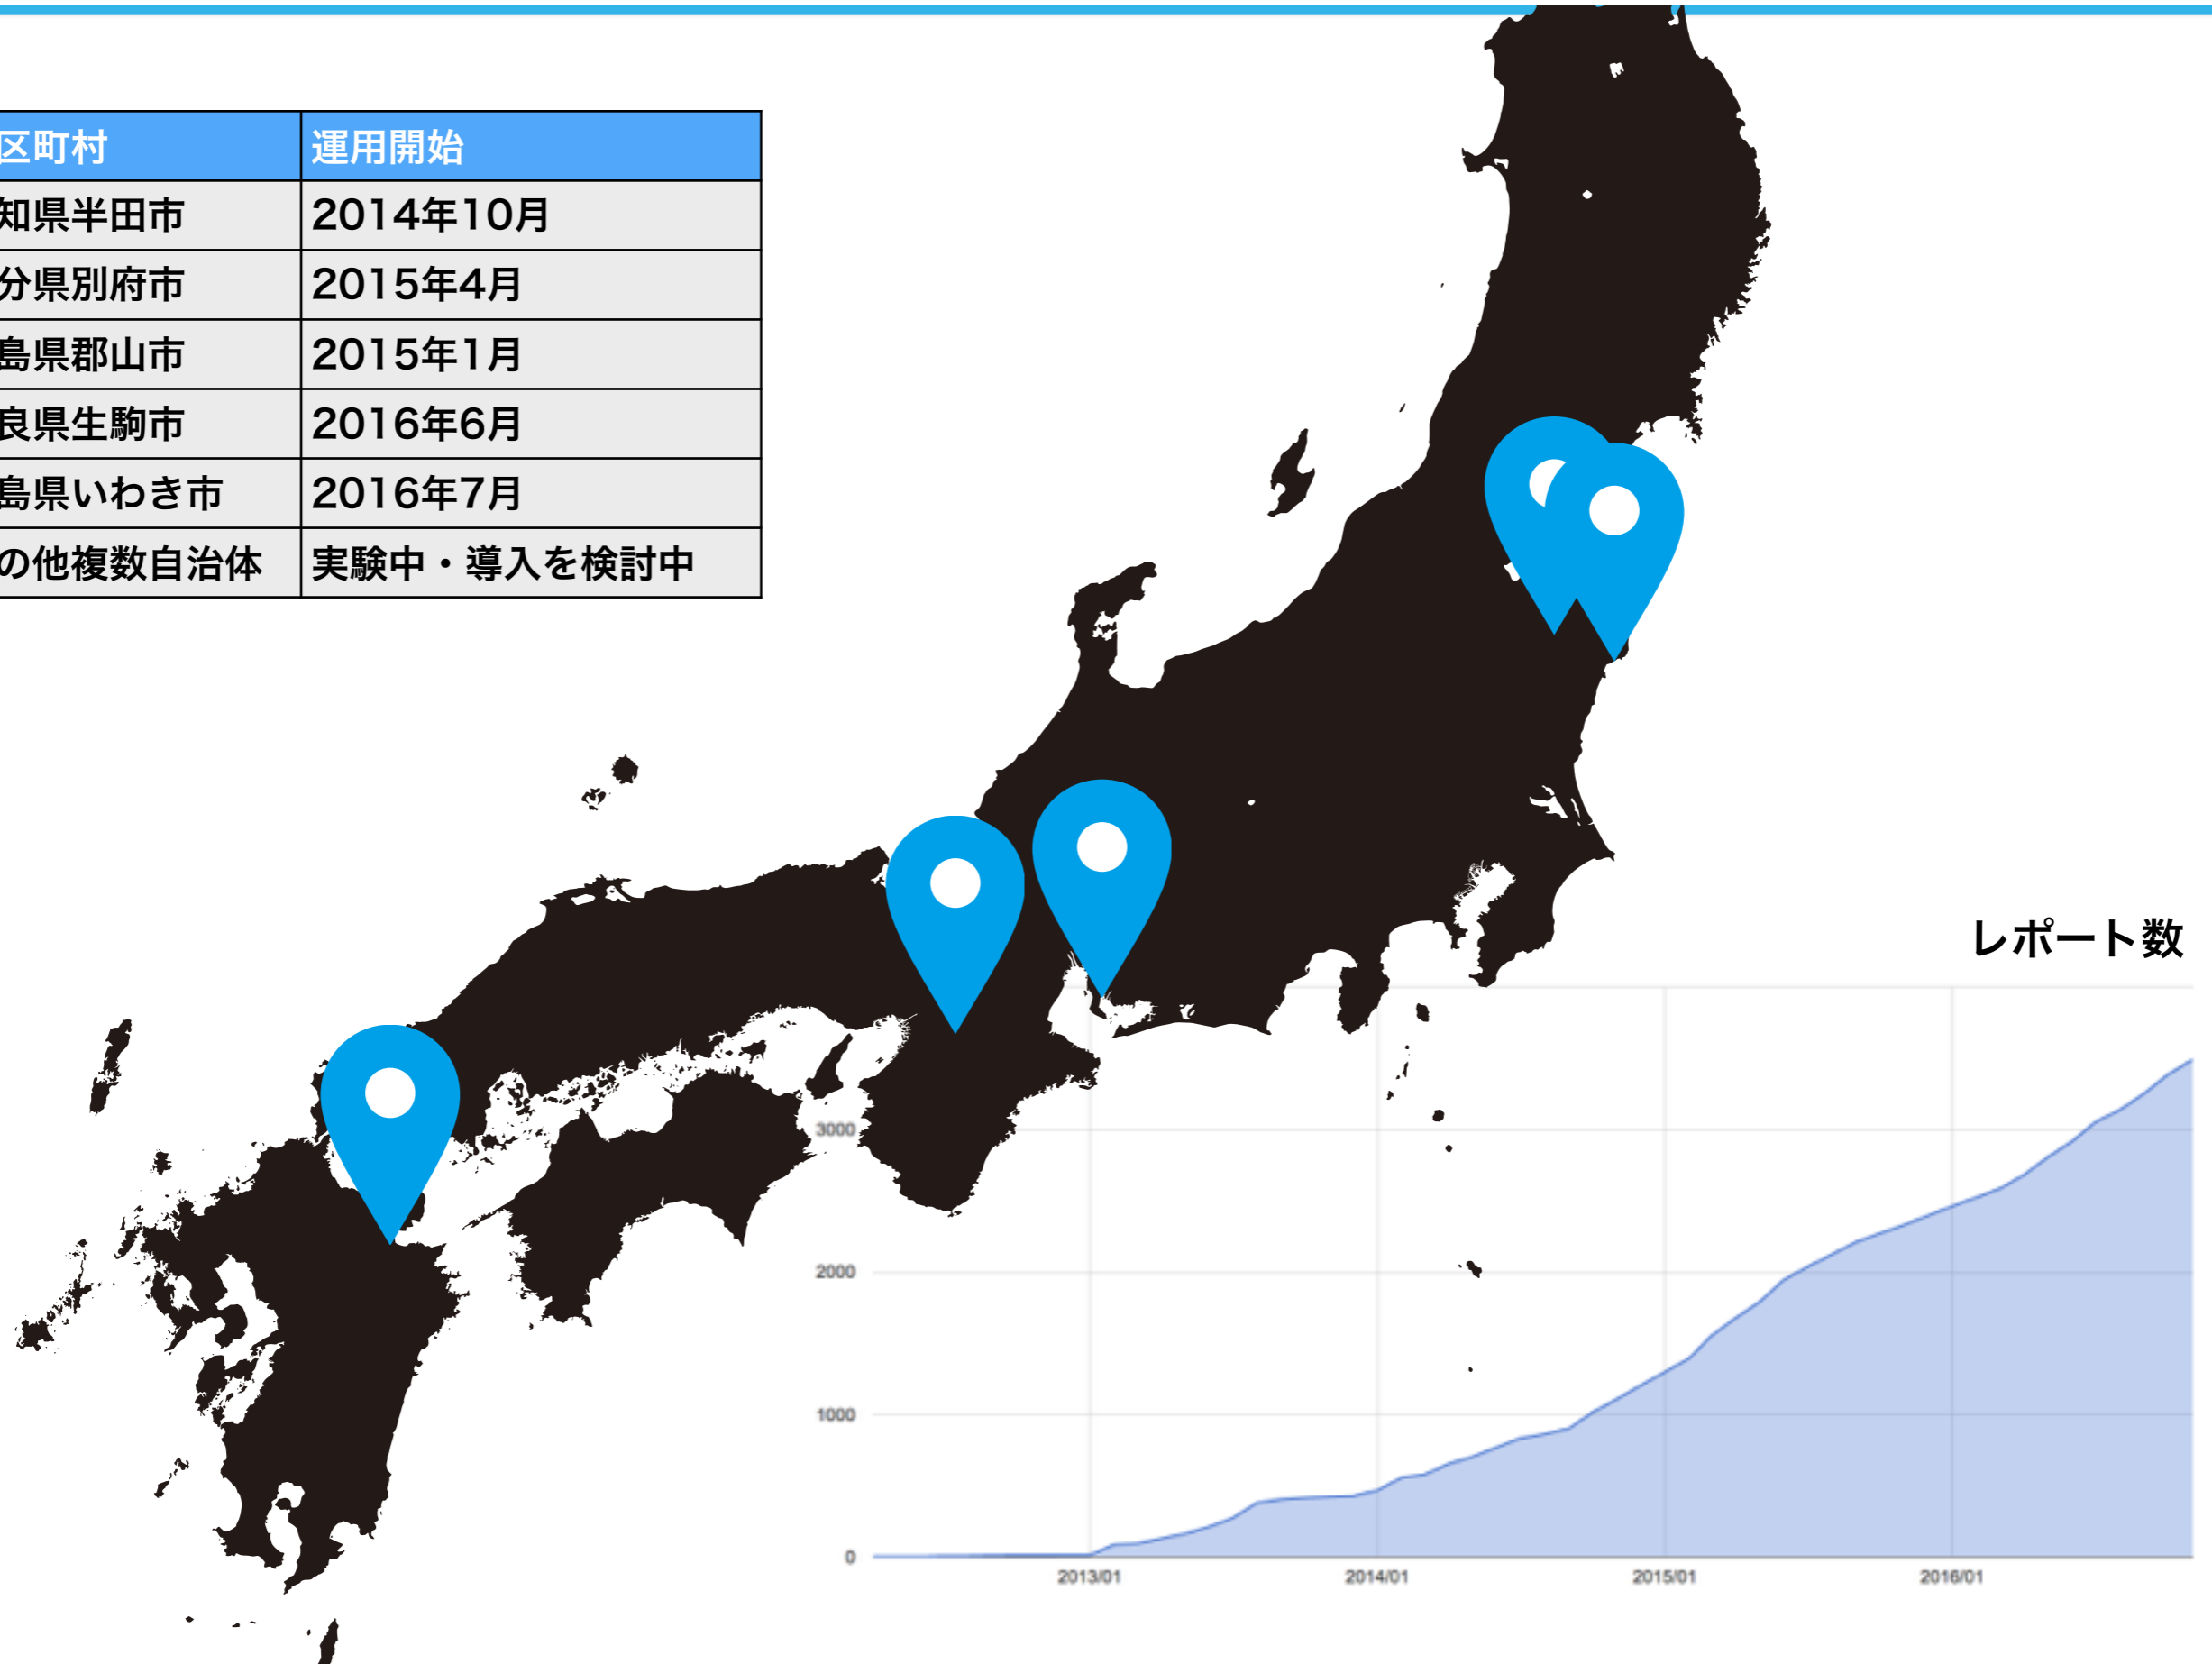 区町村 運用開始
知県半田市 2014年10月
分県別府市 2015年4月
島県郡山市 2015年1月
良県生駒市 2016年6月
島県いわき市 2016年7月
の他複数自治体 実験中・導入を検討中
レポート数
3000
2000
1000
0
2013/01 2014/01 2015/01 2016/01